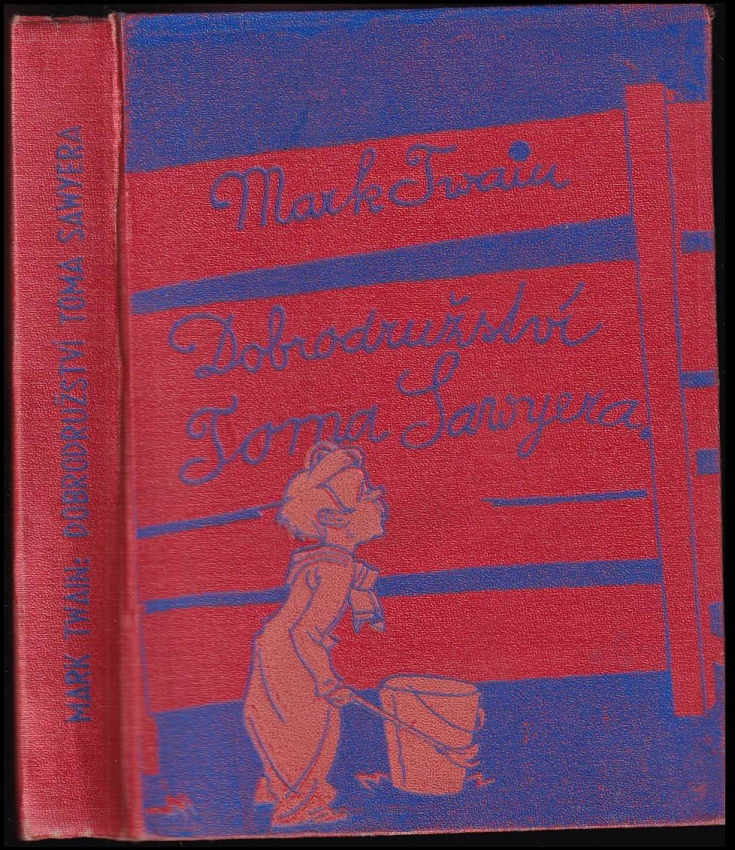 MARK TWAIN: DOBRODRUŽSTVÍ TOMA SAWYERA
Mark Twain
Dobrodružství
Toma Sawyera